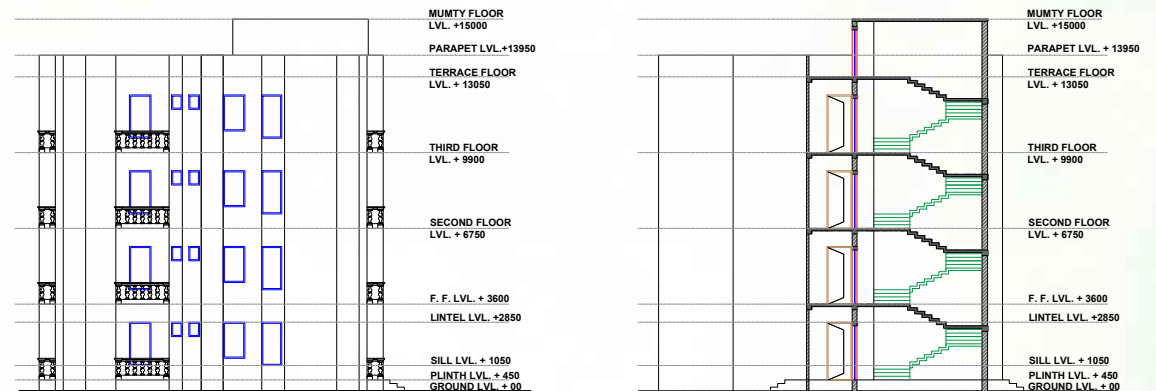 MUMTY FLOOR
LVL. +15000
PARAPET LVL.+13950
TERRACE FLOOR
LVL. + 13050
THIRD FLOOR
LVL. + 9900
SECOND FLOOR
LVL. + 6750
F. F. LVL. + 3600
LINTEL LVL. +2850
SILL LVL. + 1050
PLINTH LVL. + 450
GROUND LVL. + 00
MUMTY FLOOR
LVL. +15000
PARAPET LVL. + 13950
TERRACE FLOOR
LVL. + 13050
THIRD FLOOR
LVL. + 9900
SECOND FLOOR
LVL. + 6750
F. F. LVL. + 3600
LINTEL LVL. +2850
SILL LVL. + 1050
PLINTH LVL. + 450
GROUND LVL. + 00